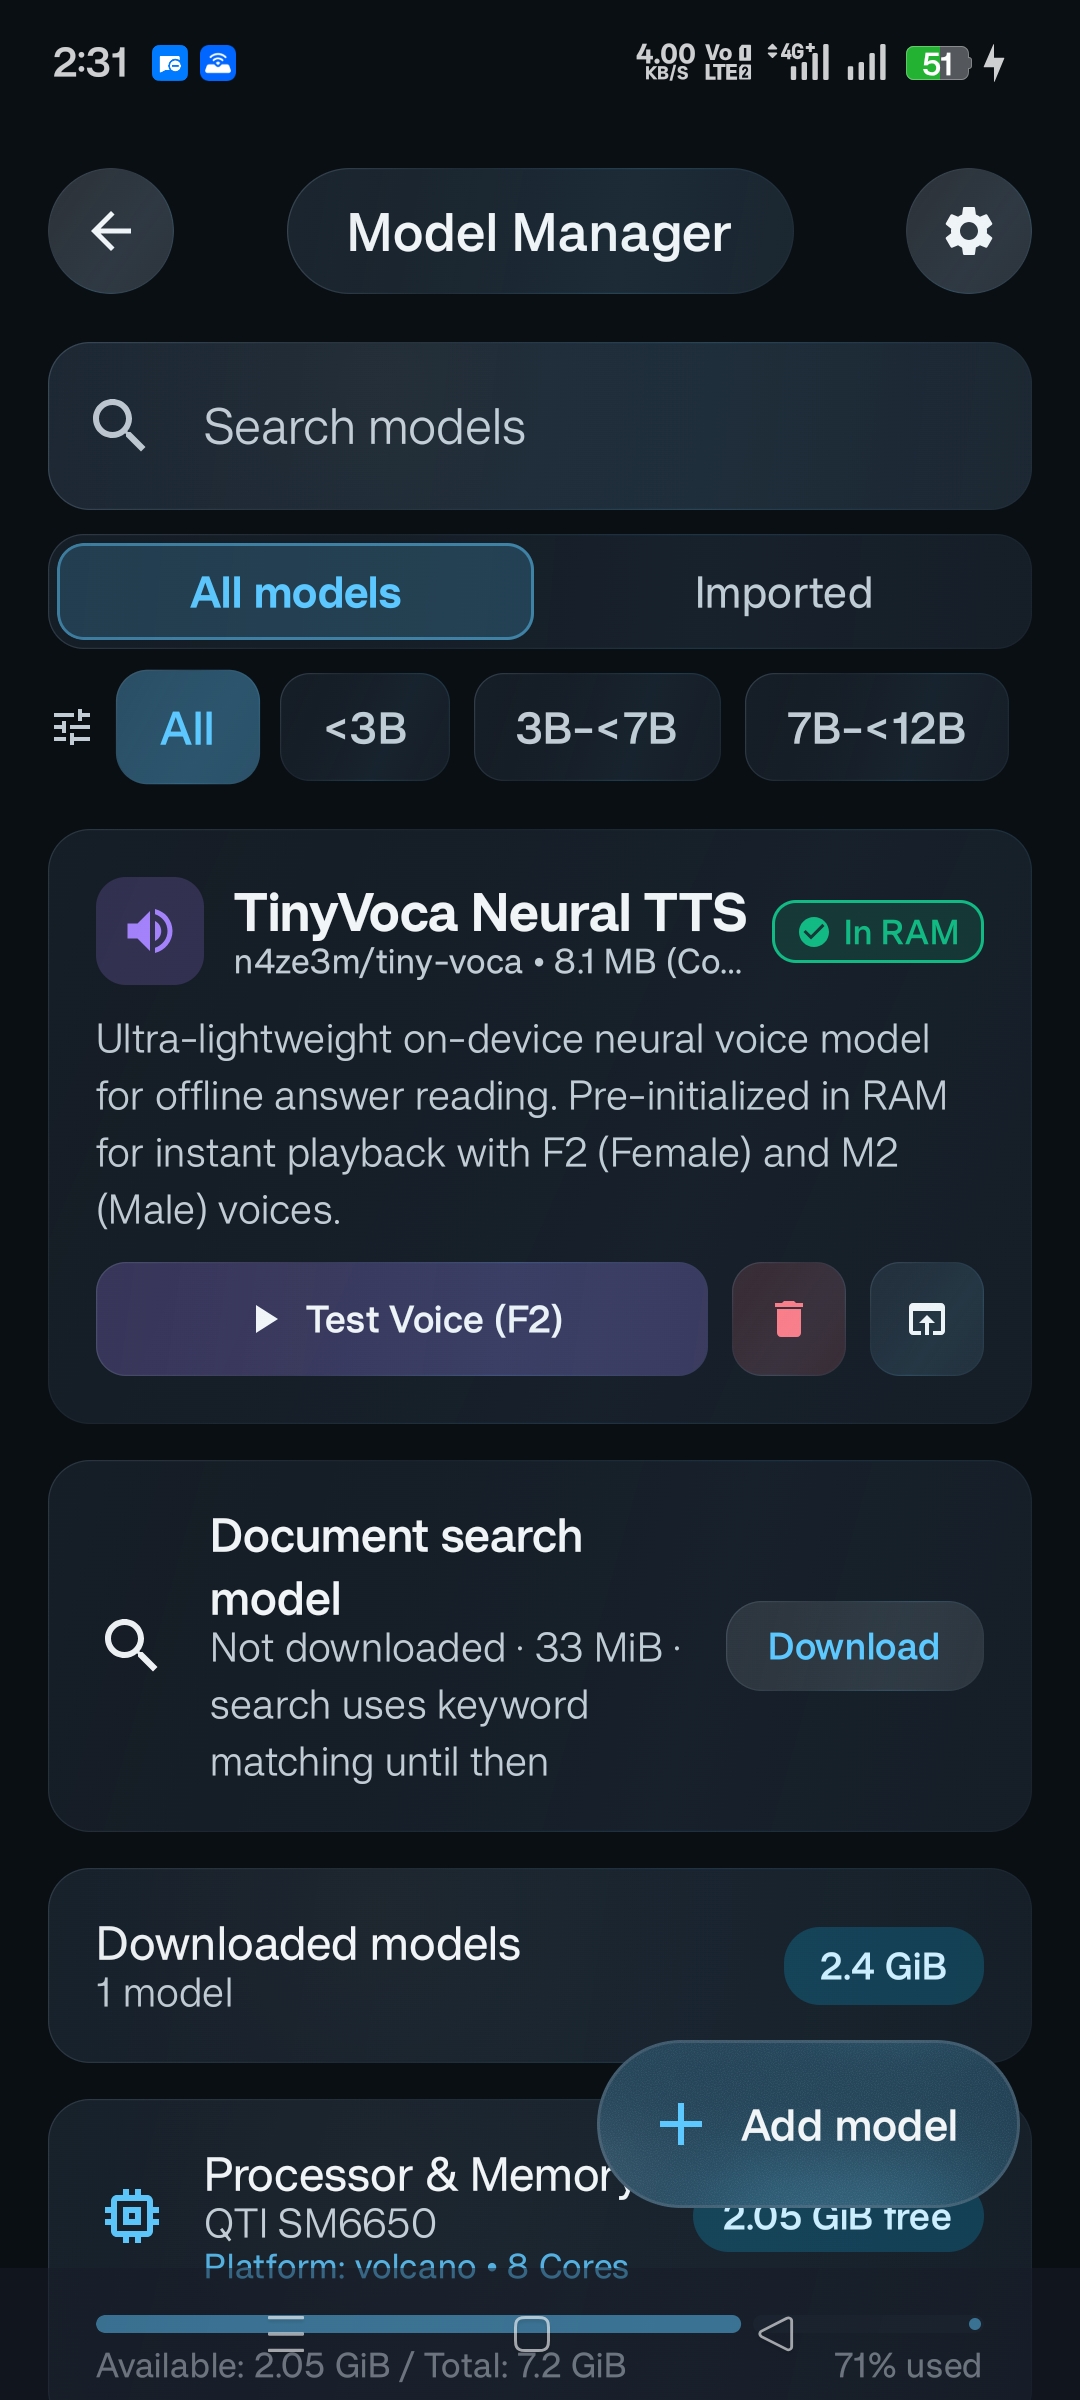 2:31
4.00 KB/S
Vo 1 LTE 2
4G+
51
Model Manager
Search models
All models
Imported
All
<3B
3B-<7B
7B-<12B
TinyVoca Neural TTS
n4ze3m/tiny-voca • 8.1 MB (Co...
In RAM
Ultra-lightweight on-device neural voice model
for offline answer reading. Pre-initialized in RAM
for instant playback with F2 (Female) and M2
(Male) voices.
Test Voice (F2)
Document search
model
Not downloaded · 33 MiB ·
search uses keyword
matching until then
Download
Downloaded models
1 model
2.4 GiB
Add model
Processor & Memory
QTI SM6650
Platform: volcano • 8 Cores
2.05 GiB free
Available: 2.05 GiB / Total: 7.2 GiB
71% used